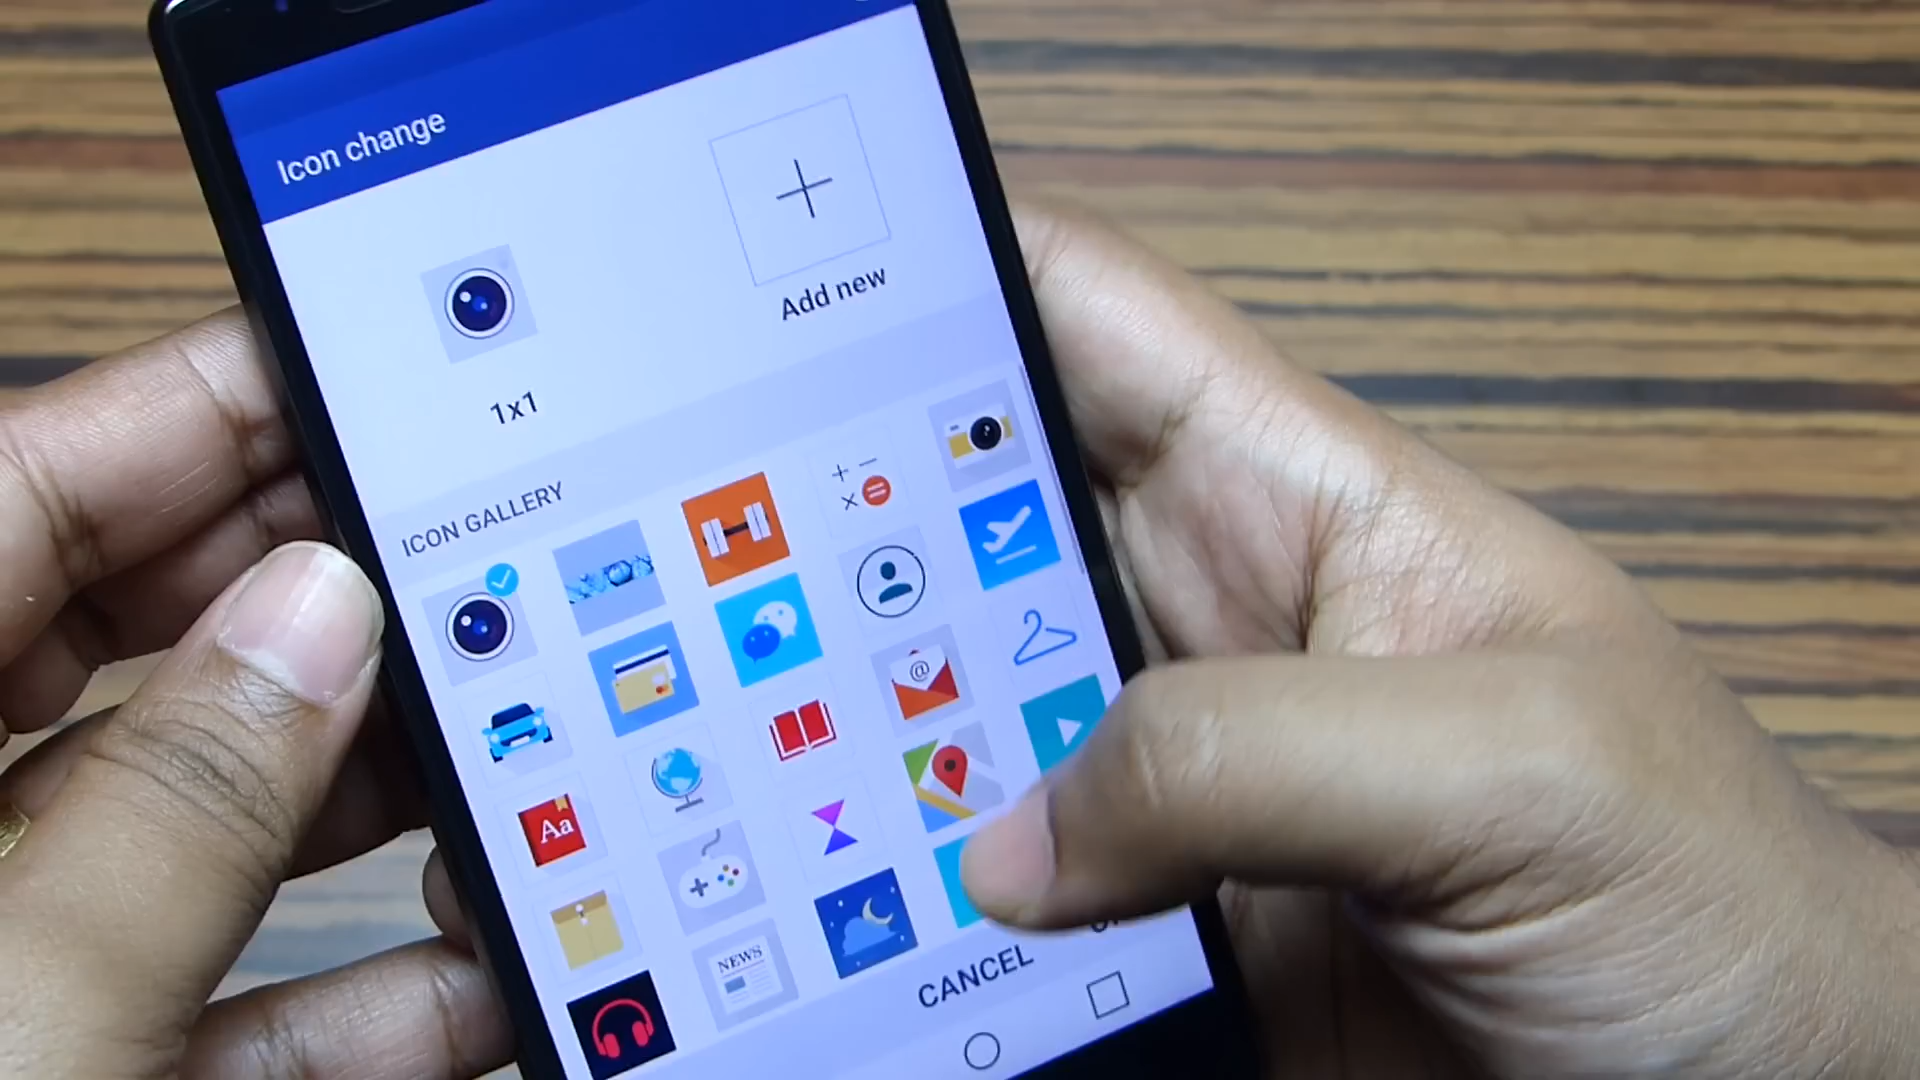 Icon change
Add new
1x1
ICON GALLERY
@
Aa
NEWS
CANCEL